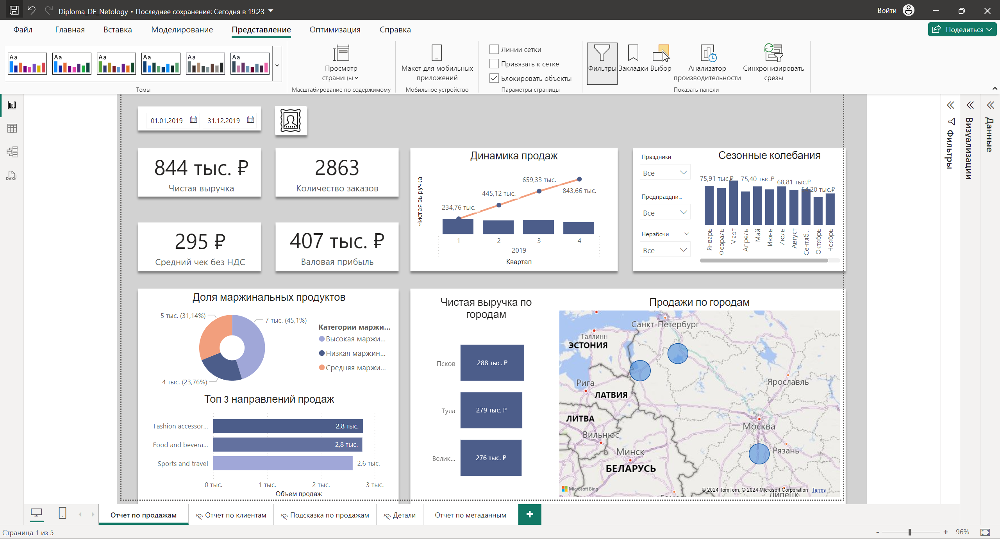 Diploma_DE_Netology • Последнее сохранение: Сегодня в 19:23
Войти
Файл
Главная
Вставка
Моделирование
Представление
Оптимизация
Справка
Поделиться
Aa
Aa
Aa
Aa
Aa
Aa
Темы
Просмотр
страницы
Масштабирование по содержимому
Макет для мобильных
приложений
Мобильное устройство
Линии сетки
Привязать к сетке
Блокировать объекты
Параметры страницы
Фильтры
Закладки
Выбор
Анализатор
производительности
Синхронизировать
срезы
Показать панели
DAX
01.01.2019
31.12.2019
844 тыс. ₽
Чистая выручка
2863
Количество заказов
295 ₽
Средний чек без НДС
407 тыс. ₽
Валовая прибыль
Динамика продаж
Чистая выручка
234,76 тыс.
445,12 тыс.
659,33 тыс.
843,66 тыс.
1
2
3
4
2019
Квартал
Праздники
Все
Предпраздни...
Все
Нерабочи...
Все
Сезонные колебания
75,91 тыс.₽
75,40 тыс.₽
68,81 тыс.₽
54,20 тыс.₽
Январь
Февраль
Март
Апрель
Май
Июнь
Июль
Август
Сентяб...
Октябрь
Ноябрь
Фильтры
Визуализации
Данные
Доля маржинальных продуктов
5 тыс. (31,14%)
7 тыс. (45,1%)
4 тыс. (23,76%)
Категории маржи...
Высокая маржи...
Низкая маржин...
Средняя маржи...
Топ 3 направлений продаж
Fashion accessor...
2,8 тыс.
Food and bevera...
2,8 тыс.
Sports and travel
2,6 тыс.
0 тыс.
1 тыс.
2 тыс.
3 тыс.
Объем продаж
Чистая выручка по
городам
Псков
288 тыс. ₽
Тула
279 тыс. ₽
Велик...
276 тыс. ₽
Продажи по городам
Санкт-Петербург
Таллинн
ЭСТОНИЯ
Рига
ЛАТВИЯ
Ярославль
ЛИТВА
Вильнюс
Москва
Минск
Рязань
БЕЛАРУСЬ
Microsoft Bing
© 2024 TomTom, © 2024 Microsoft Corporation Terms
Липецк
Отчет по продажам
Отчет по клиентам
Подсказка по продажам
Детали
Отчет по метаданным
+
Страница 1 из 5
- + 96%